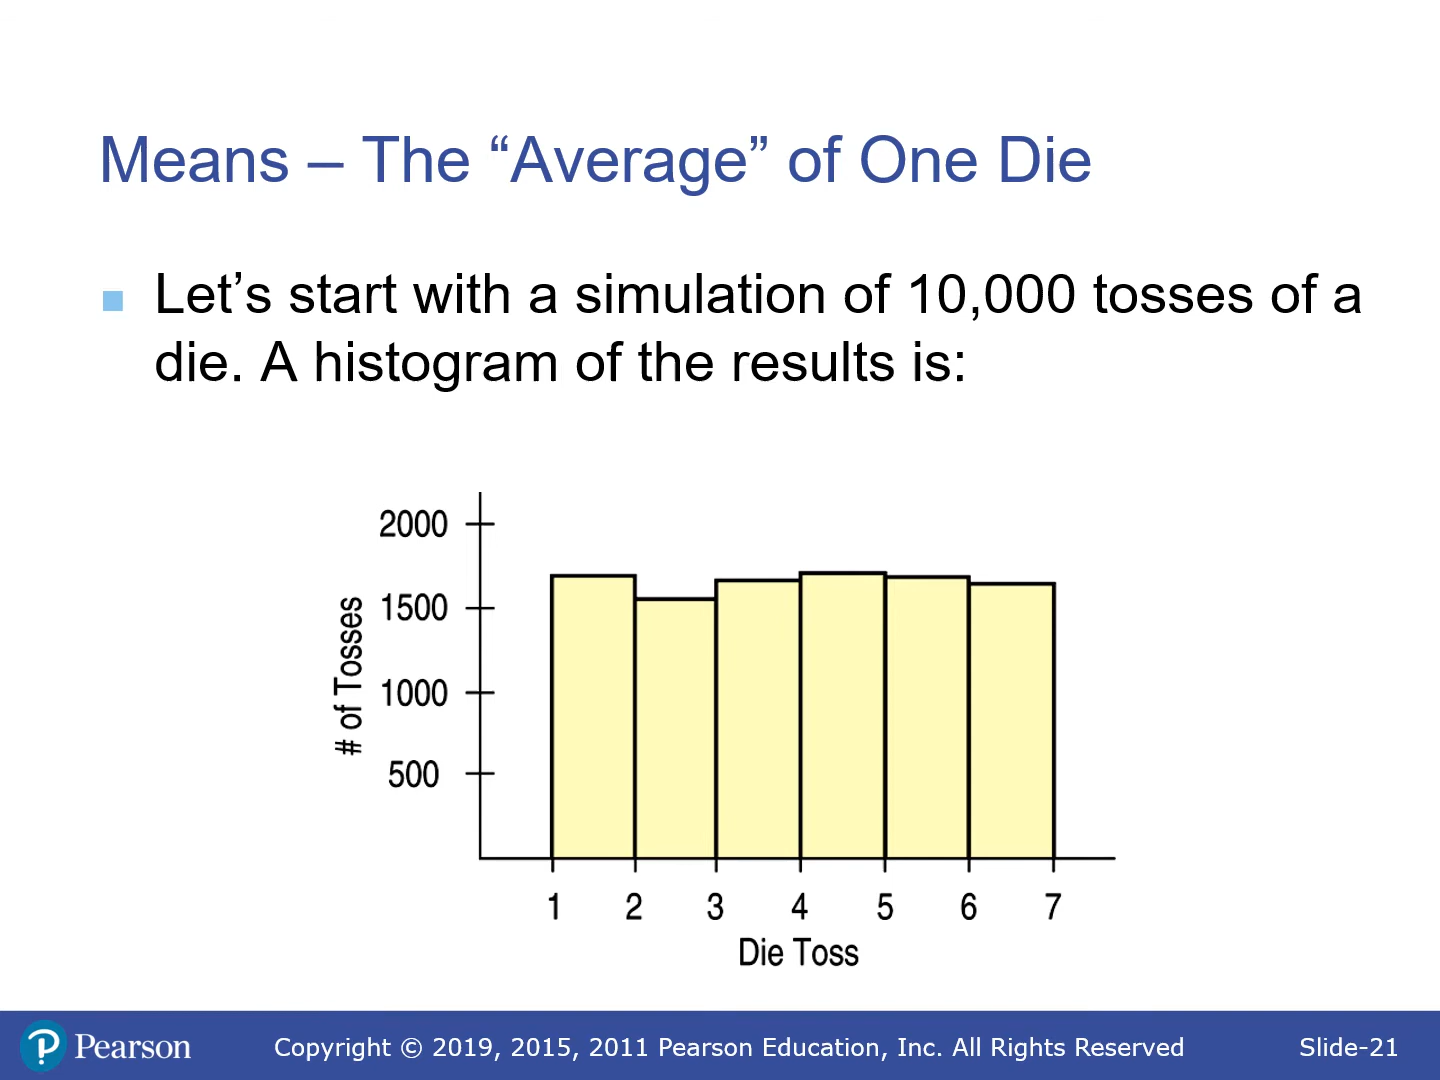 Means – The “Average” of One Die
Let’s start with a simulation of 10,000 tosses of a
die. A histogram of the results is:
# of Tosses
2000
1500
1000
500
1 2 3 4 5 6 7
Die Toss
Pearson
Copyright © 2019, 2015, 2011 Pearson Education, Inc. All Rights Reserved
Slide-21